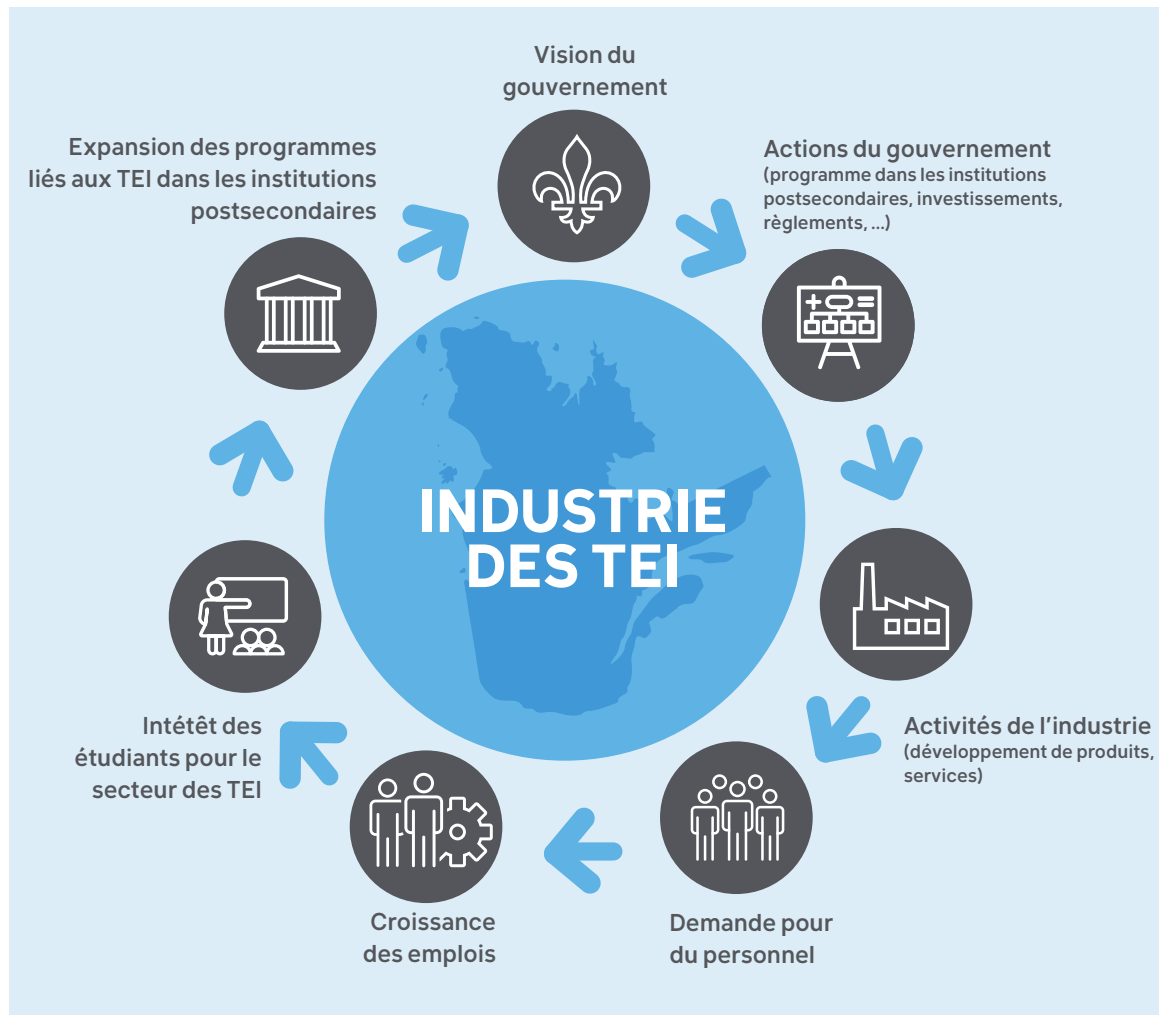 Vision du
gouvernement
Actions du gouvernement
(programme dans les institutions
postsecondaires, investissements,
règlements, ...)
Activités de l'industrie
(développement de produits,
services)
Demande pour
du personnel
Croissance
des emplois
Intétêt des
étudiants pour le
secteur des TEI
Expansion des programmes
liés aux TEI dans les institutions
postsecondaires
INDUSTRIE
DES TEI